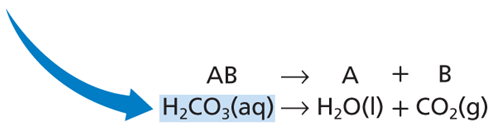 AB → A + B
H₂CO₃(aq) → H₂O(l) + CO₂(g)